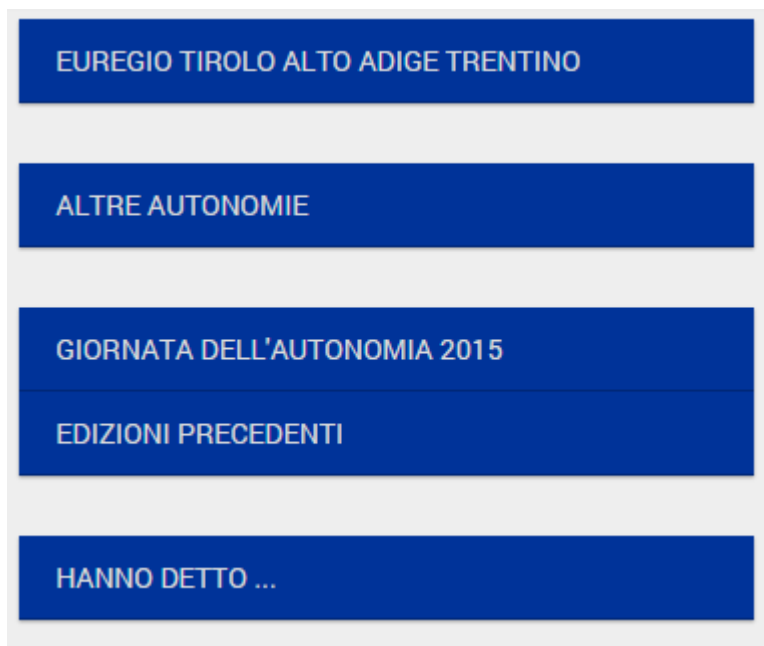 EUREGIO TIROLO ALTO ADIGE TRENTINO
ALTRE AUTONOMIE
GIORNATA DELL'AUTONOMIA 2015
EDIZIONI PRECEDENTI
HANNO DETTO ...